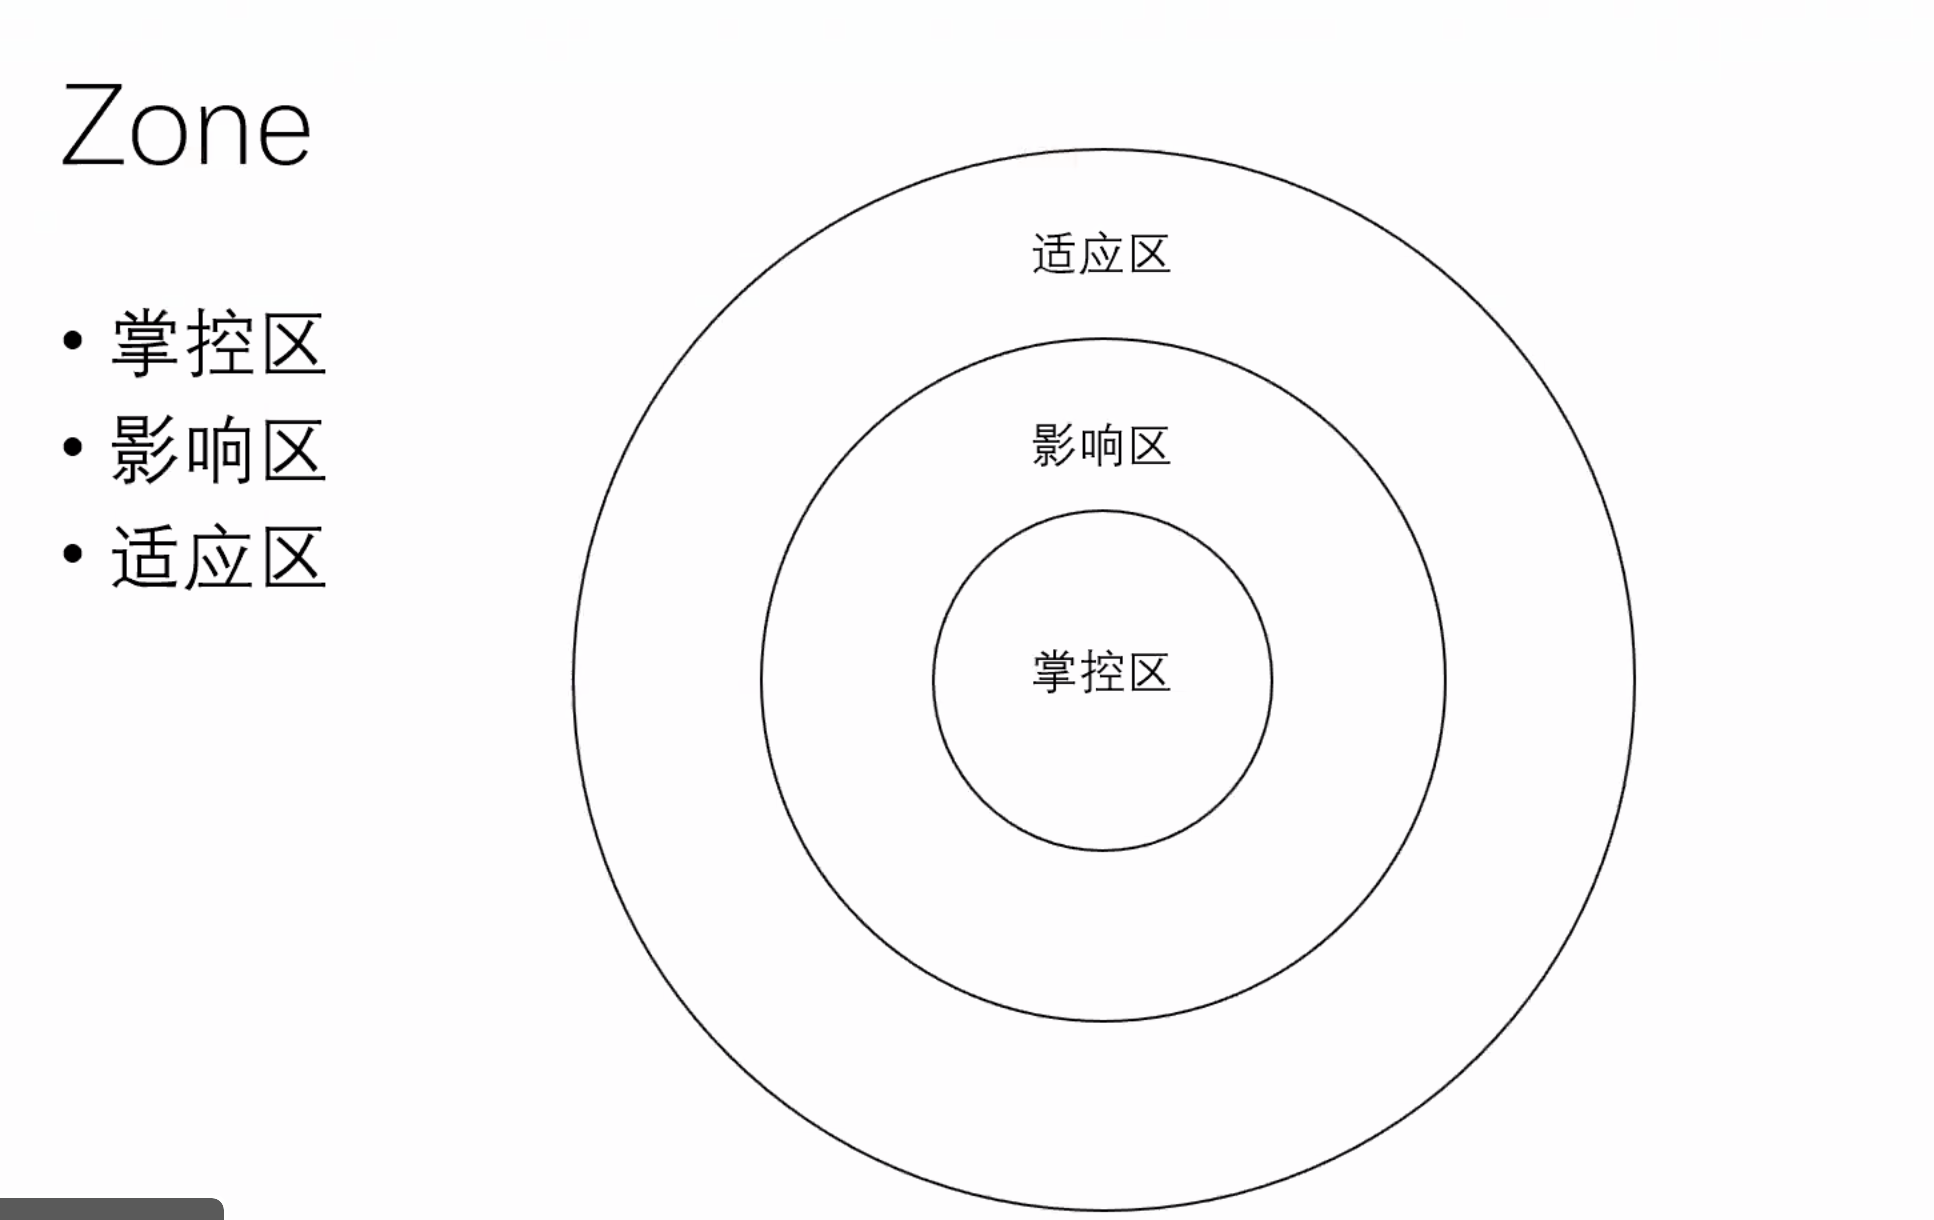 Zone
• 掌控区
• 影响区
• 适应区
适应区
影响区
掌控区